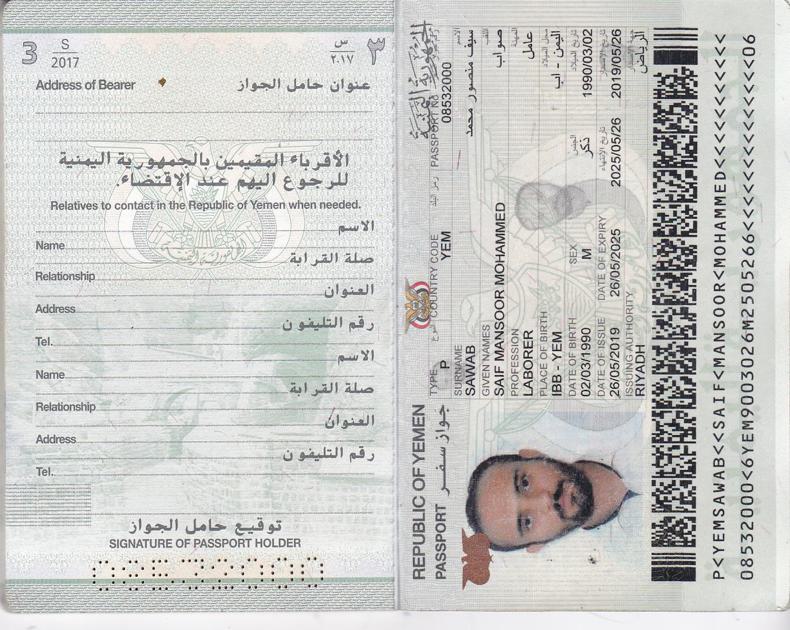 3
S
2017
Address of Bearer
عنوان حامل الجواز
س
٢١٧
٣
الأقرباء المقيمين بالجمهورية اليمنية
للرجوع اليهم عند الإقتضاء.
Relatives to contact in the Republic of Yemen when needed.
Name
الاسم
Relationship
صلة القرابة
Address
العنوان
Tel.
رقم التليفون
Name
الاسم
Relationship
صلة القرابة
Address
العنوان
Tel.
رقم التليفون
توقيع حامل الجواز
SIGNATURE OF PASSPORT HOLDER
REPUBLIC OF YEMEN
الجمهورية اليمنية
PASSPORT جواز سفر
TYPE النوع COUNTRY CODE رمز البلد PASSPORT No
P YEM 08532000
SURNAME الاسم
SAWAB سيف منصور محمد
GIVEN NAMES اللقب
SAIF MANSOOR MOHAMMED صواب
PROFESSION المهنة
LABORER عامل
PLACE OF BIRTH محل الميلاد
IBB - YEM اليمن - اب
DATE OF BIRTH SEX الجنس تاريخ الميلاد
02/03/1990 M ذكر 1990/03/02
DATE OF ISSUE DATE OF EXPIRY تاريخ الإنتهاء تاريخ الإصدار
26/05/2019 26/05/2025 2025/05/26 2019/05/26
ISSUING AUTHORITY جهة الإصدار
RIYADH الرياض
P<YEMSAWAB<<SAIF<MANSOOR<MOHAMMED<<<<<<<<<<<
08532000<6YEM9003026M2505266<<<<<<<<<<<<<<06